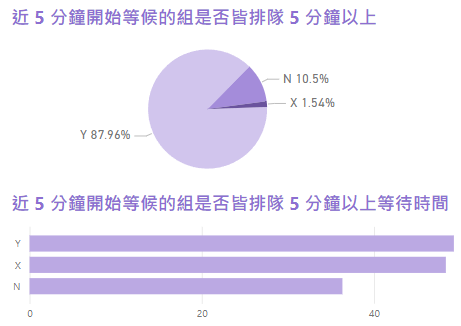 近 5 分鐘開始等候的組是否皆排隊 5 分鐘以上
N 10.5%
X 1.54%
Y 87.96%
近 5 分鐘開始等候的組是否皆排隊 5 分鐘以上等待時間
Y
X
N
0 20 40